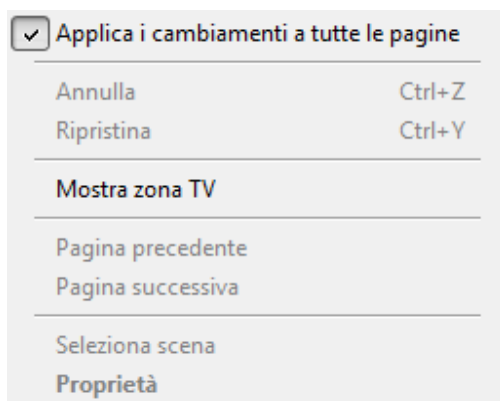 Applica i cambiamenti a tutte le pagine
Annulla Ctrl+Z
Ripristina Ctrl+Y
Mostra zona TV
Pagina precedente
Pagina successiva
Seleziona scena
Proprietà